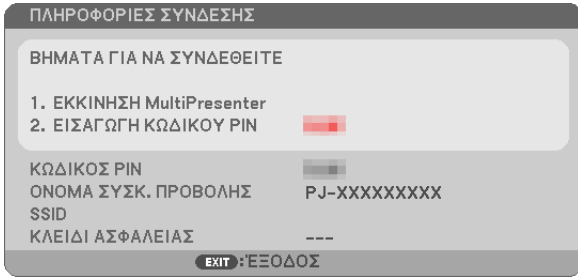 ΠΛΗΡΟΦΟΡΙΕΣ ΣΥΝΔΕΣΗΣ
ΒΗΜΑΤΑ ΓΙΑ ΝΑ ΣΥΝΔΕΘΕΙΤΕ
1. ΕΚΚΙΝΗΣΗ MultiPresenter
2. ΕΙΣΑΓΩΓΗ ΚΩΔΙΚΟΥ PIN
ΚΩΔΙΚΟΣ PIN
ΟΝΟΜΑ ΣΥΣΚ. ΠΡΟΒΟΛΗΣ PJ-XXXXXXXXX
SSID
ΚΛΕΙΔΙ ΑΣΦΑΛΕΙΑΣ ---
EXIT :ΈΞΟΔΟΣ